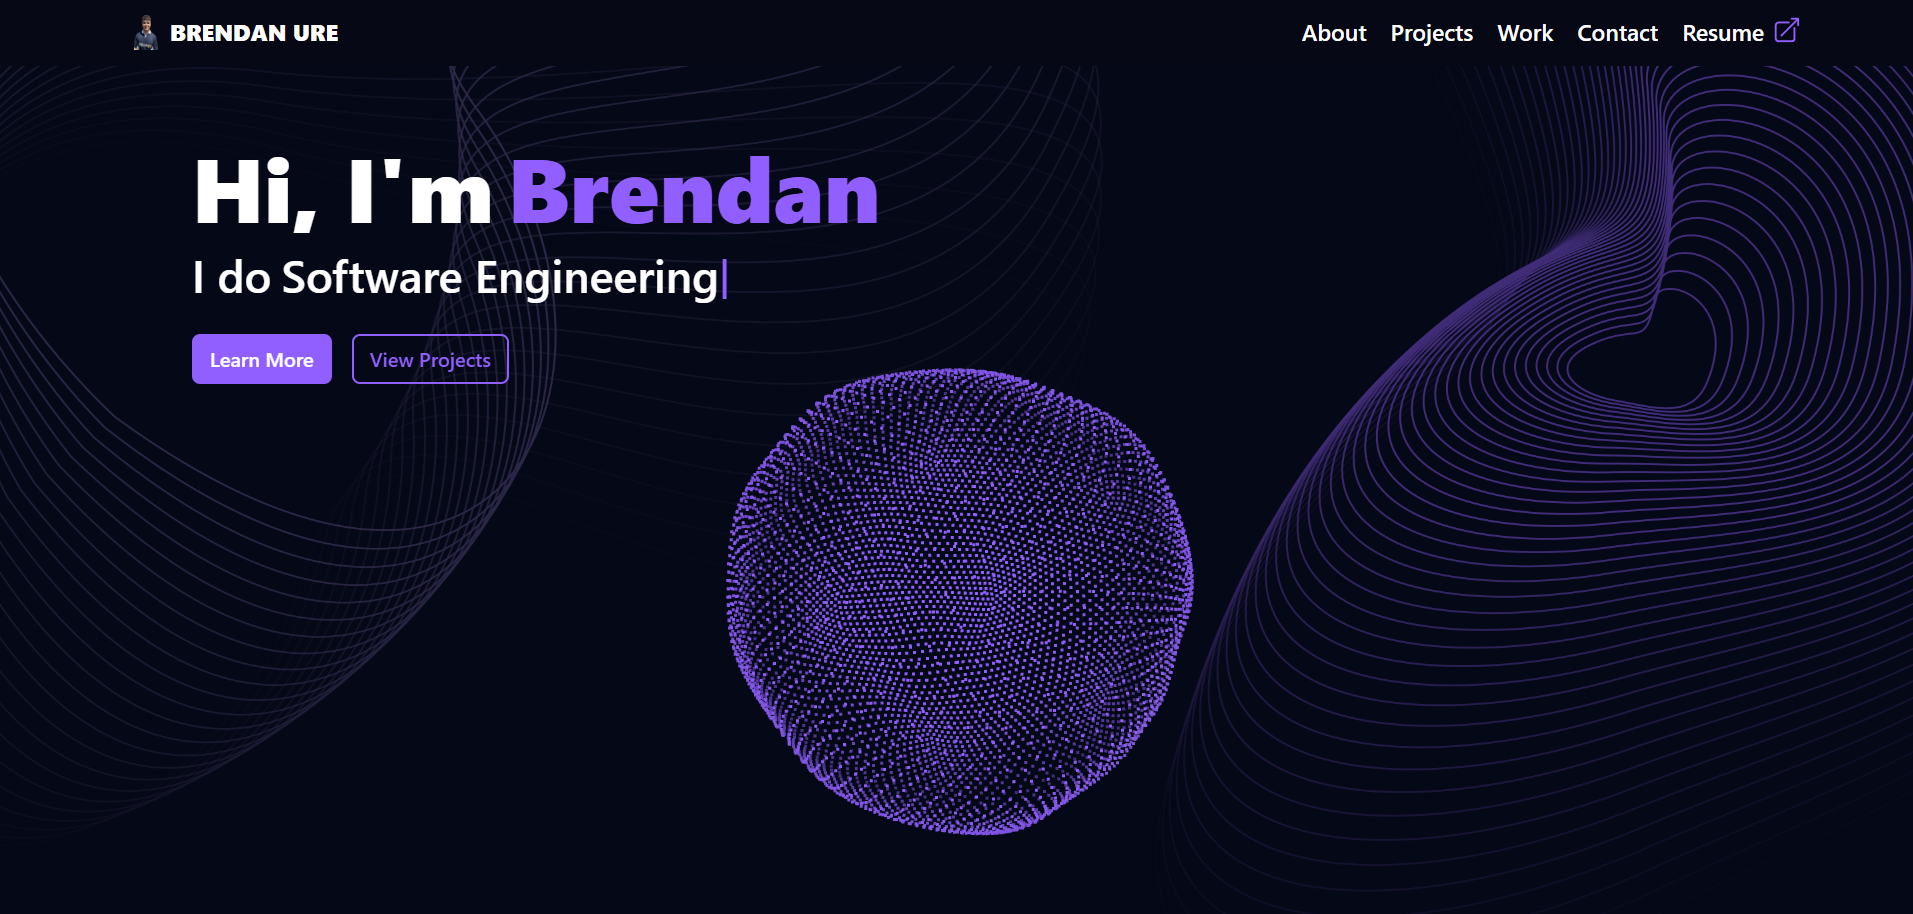 BRENDAN URE
About Projects Work Contact Resume
Hi, I'm Brendan
I do Software Engineering|
Learn More View Projects